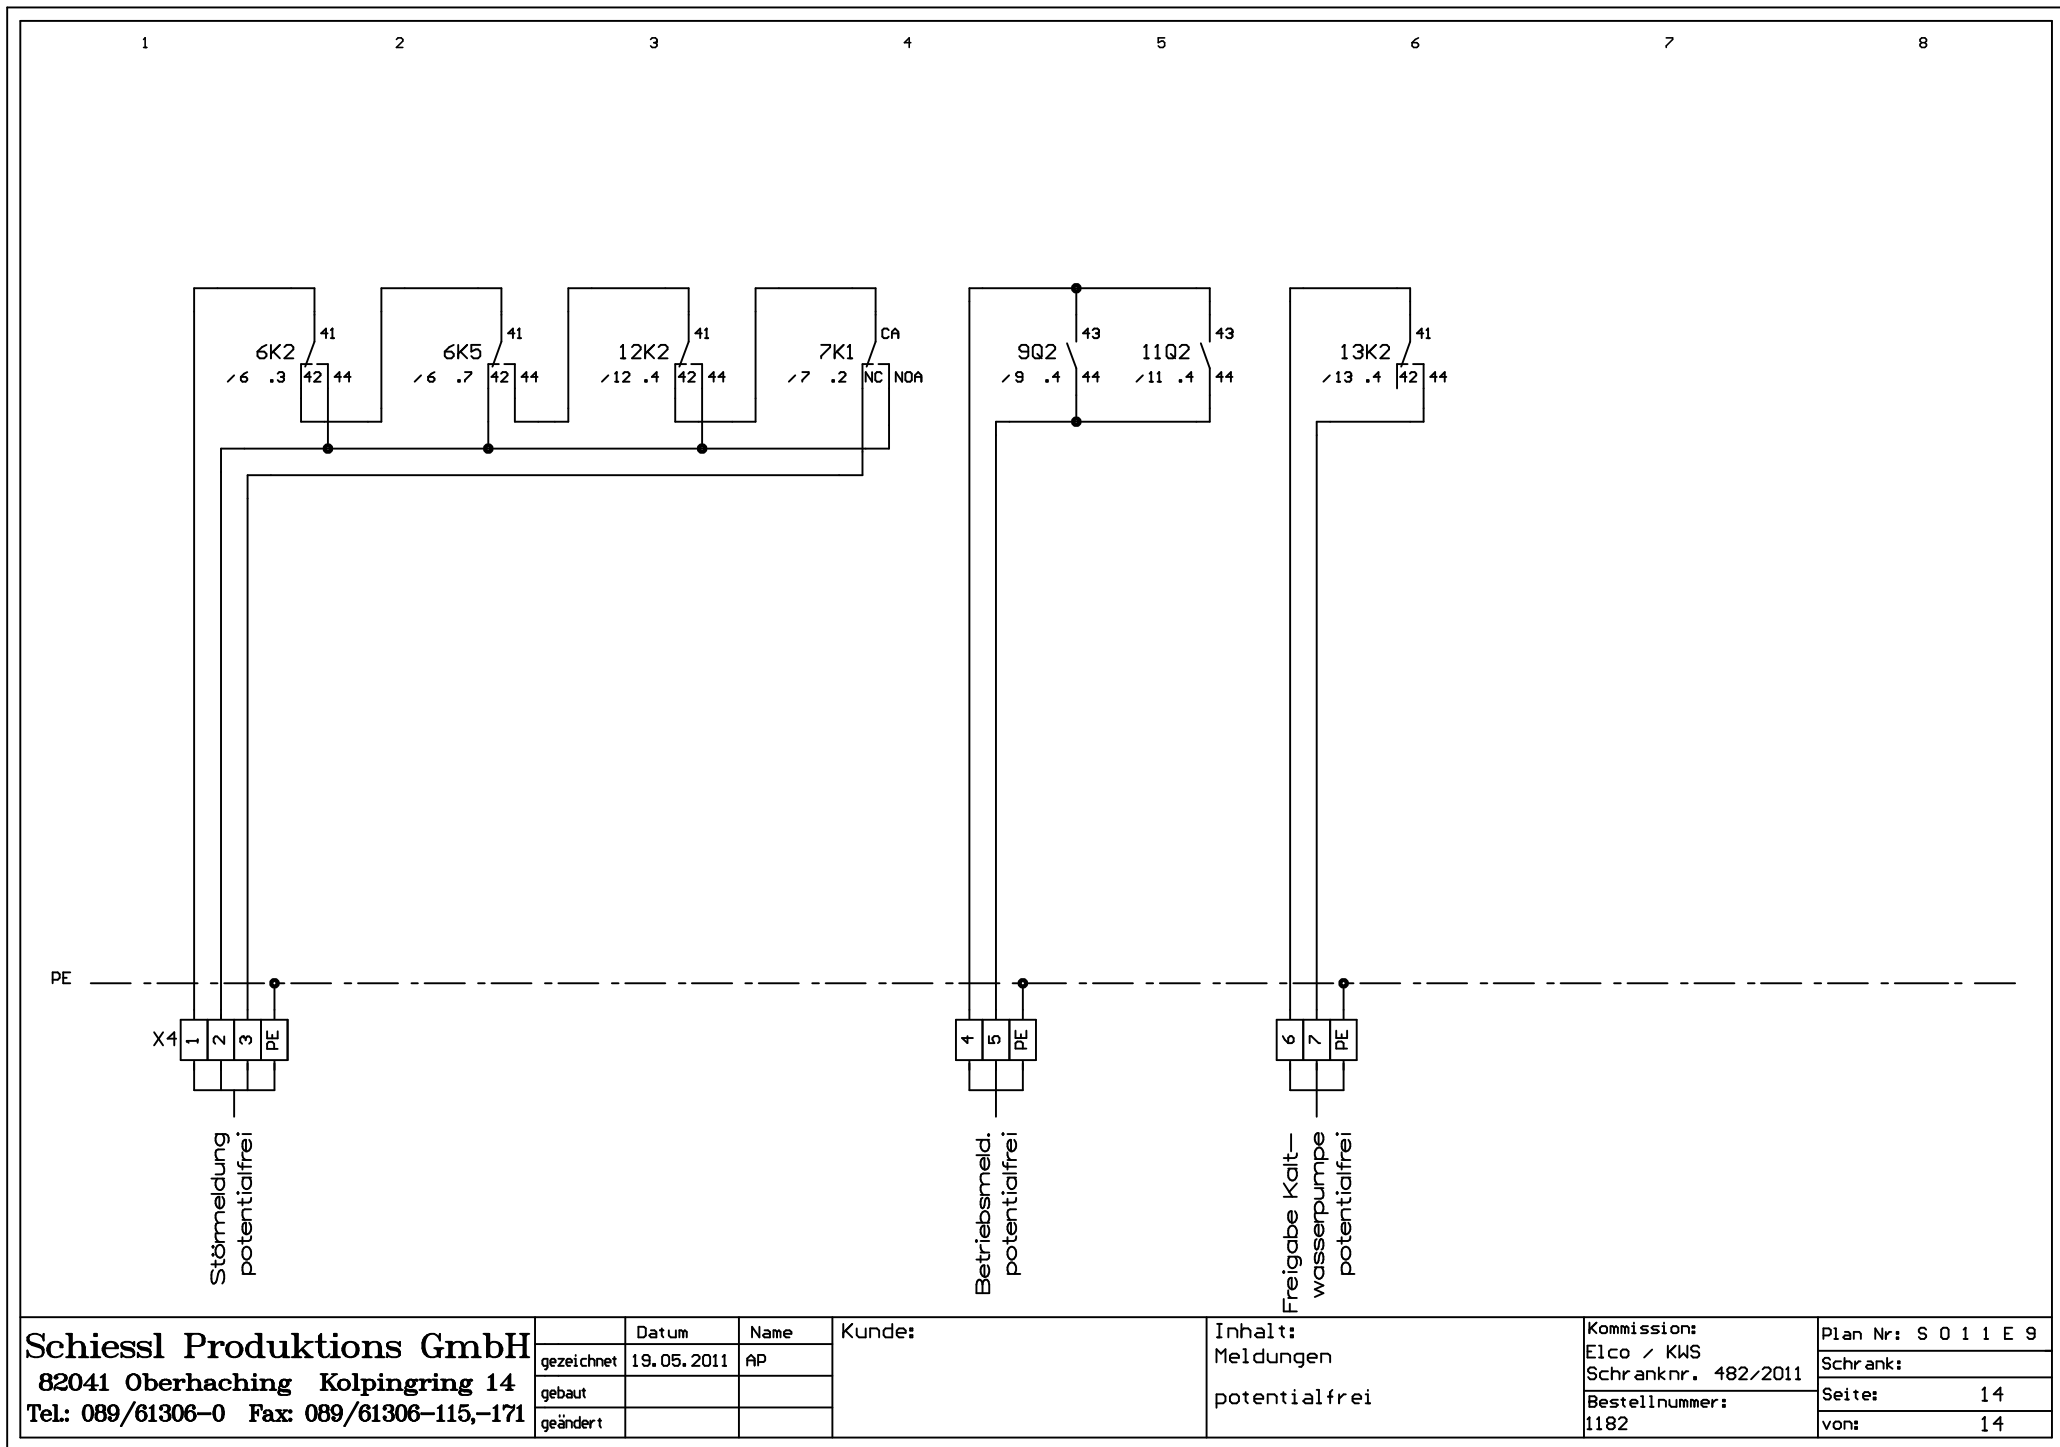 1 2 3 4 5 6 7 8
41 41 41 CA 43 43 41
6K2 6K5 12K2 7K1 9Q2 11Q2 13K2
/6 .3 42 44 /6 .7 42 44 /12 .4 42 44 /7 .2 NC NOA /9 .4 44 /11 .4 44 /13 .4 42 44
PE
X4 1 2 3 PE 4 5 PE 6 7 PE
Störmeldung
potentialfrei
Betriebsmeld.
potentialfrei
Freigabe Kalt-
wasserpumpe
potentialfrei
Schiessl Produktions GmbH
82041 Oberhaching Kolpingring 14
Tel.: 089/61306-0 Fax: 089/61306-115,-171
Datum Name
gezeichnet 19.05.2011 AP
gebaut
geändert
Kunde:
Inhalt:
Meldungen
potentialfrei
Kommission:
Elco / KWS
Schranknr. 482/2011
Bestellnummer:
1182
Plan Nr: S 0 1 1 E 9
Schrank:
Seite: 14
von: 14